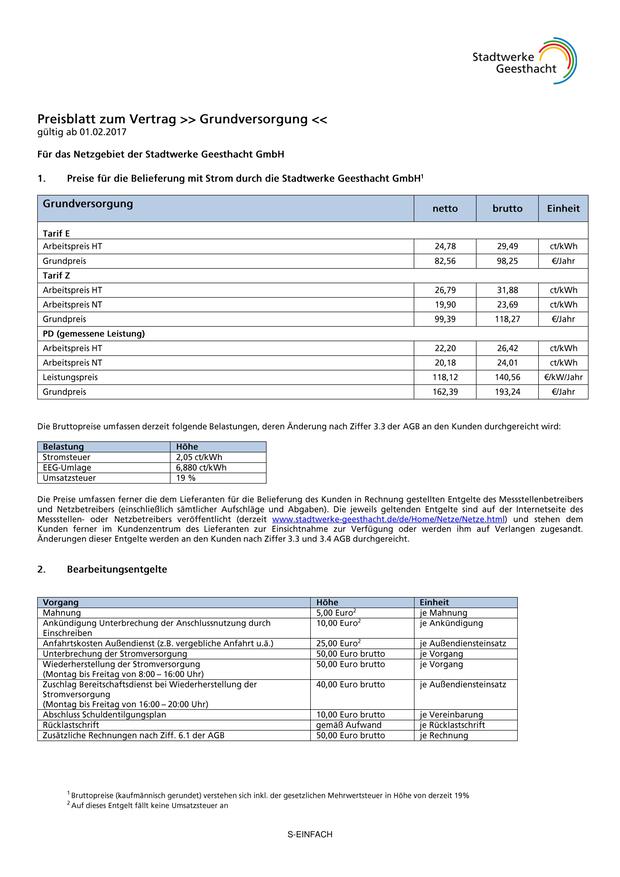 Stadtwerke
Geesthacht
Preisblatt zum Vertrag >> Grundversorgung <<
gültig ab 01.02.2017
Für das Netzgebiet der Stadtwerke Geesthacht GmbH
1. Preise für die Belieferung mit Strom durch die Stadtwerke Geesthacht GmbH¹
Grundversorgung netto brutto Einheit
Tarif E
Arbeitspreis HT 24,78 29,49 ct/kWh
Grundpreis 82,56 98,25 €/Jahr
Tarif Z
Arbeitspreis HT 26,79 31,88 ct/kWh
Arbeitspreis NT 19,90 23,69 ct/kWh
Grundpreis 99,39 118,27 €/Jahr
PD (gemessene Leistung)
Arbeitspreis HT 22,20 26,42 ct/kWh
Arbeitspreis NT 20,18 24,01 ct/kWh
Leistungspreis 118,12 140,56 €/kW/Jahr
Grundpreis 162,39 193,24 €/Jahr
Die Bruttopreise umfassen derzeit folgende Belastungen, deren Änderung nach Ziffer 3.3 der AGB an den Kunden durchgereicht wird:
Belastung Höhe
Stromsteuer 2,05 ct/kWh
EEG-Umlage 6,880 ct/kWh
Umsatzsteuer 19 %
Die Preise umfassen ferner die dem Lieferanten für die Belieferung des Kunden in Rechnung gestellten Entgelte des Messstellenbetreibers
und Netzbetreibers (einschließlich sämtlicher Aufschläge und Abgaben). Die jeweils geltenden Entgelte sind auf der Internetseite des
Messstellen- oder Netzbetreibers veröffentlicht (derzeit www.stadtwerke-geesthacht.de/de/Home/Netze/Netze.html) und stehen dem
Kunden ferner im Kundenzentrum des Lieferanten zur Einsichtnahme zur Verfügung oder werden ihm auf Verlangen zugesandt.
Änderungen dieser Entgelte werden an den Kunden nach Ziffer 3.3 und 3.4 AGB durchgereicht.
2. Bearbeitungsentgelte
Vorgang Höhe Einheit
Mahnung 5,00 Euro² je Mahnung
Ankündigung Unterbrechung der Anschlussnutzung durch 10,00 Euro² je Ankündigung
Einschreiben
Anfahrtskosten Außendienst (z.B. vergebliche Anfahrt u.ä.) 25,00 Euro² je Außendiensteinsatz
Unterbrechung der Stromversorgung 50,00 Euro brutto je Vorgang
Wiederherstellung der Stromversorgung 50,00 Euro brutto je Vorgang
(Montag bis Freitag von 8:00 – 16:00 Uhr)
Zuschlag Bereitschaftsdienst bei Wiederherstellung der 40,00 Euro brutto je Außendiensteinsatz
Stromversorgung
(Montag bis Freitag von 16:00 – 20:00 Uhr)
Abschluss Schuldentilgungsplan 10,00 Euro brutto je Vereinbarung
Rücklastschrift gemäß Aufwand je Rücklastschrift
Zusätzliche Rechnungen nach Ziff. 6.1 der AGB 50,00 Euro brutto je Rechnung
¹ Bruttopreise (kaufmännisch gerundet) verstehen sich inkl. der gesetzlichen Mehrwertsteuer in Höhe von derzeit 19%
² Auf dieses Entgelt fällt keine Umsatzsteuer an
S-EINFACH